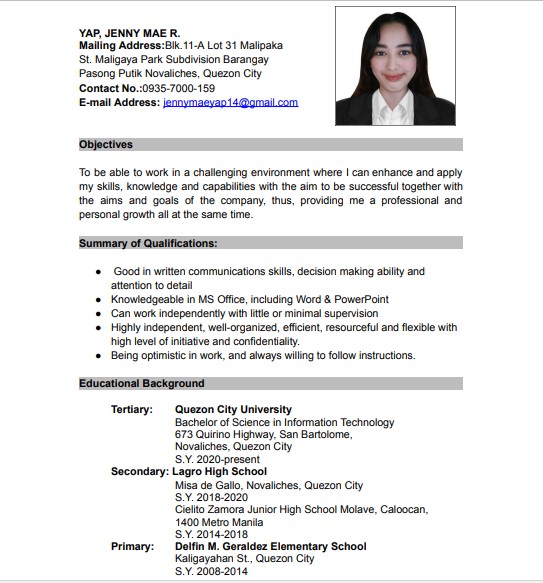 YAP, JENNY MAE R.
Mailing Address:Blk.11-A Lot 31 Malipaka
St. Maligaya Park Subdivision Barangay
Pasong Putik Novaliches, Quezon City
Contact No.:0935-7000-159
E-mail Address: jennymaeyap14@gmail.com
Objectives
To be able to work in a challenging environment where I can enhance and apply
my skills, knowledge and capabilities with the aim to be successful together with
the aims and goals of the company, thus, providing me a professional and
personal growth all at the same time.
Summary of Qualifications:
● Good in written communications skills, decision making ability and
attention to detail
● Knowledgeable in MS Office, including Word & PowerPoint
● Can work independently with little or minimal supervision
● Highly independent, well-organized, efficient, resourceful and flexible with
high level of initiative and confidentiality.
● Being optimistic in work, and always willing to follow instructions.
Educational Background
Tertiary: Quezon City University
Bachelor of Science in Information Technology
673 Quirino Highway, San Bartolome,
Novaliches, Quezon City
S.Y. 2020-present
Secondary: Lagro High School
Misa de Gallo, Novaliches, Quezon City
S.Y. 2018-2020
Cielito Zamora Junior High School Molave, Caloocan,
1400 Metro Manila
S.Y. 2014-2018
Primary: Delfin M. Geraldez Elementary School
Kaligayahan St., Quezon City
S.Y. 2008-2014